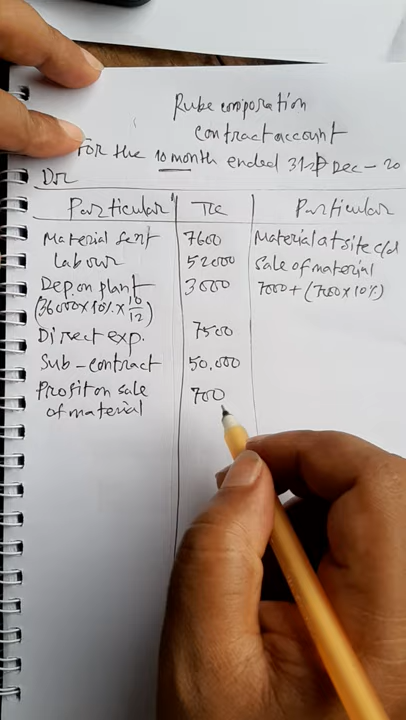 Rube corporation
Contract account
For the 10 month ended 31st Dec - 20
Dr
Particular TK Particular
Material sent 7600 Material at site c/d
Labour 52000 Sale of material
Dep. on plant 3000 7000 + (7000 x 10%)
(36000 x 10% x 10/12)
Direct exp. 7500
Sub - contract 50,000
Profit on sale 700
of material